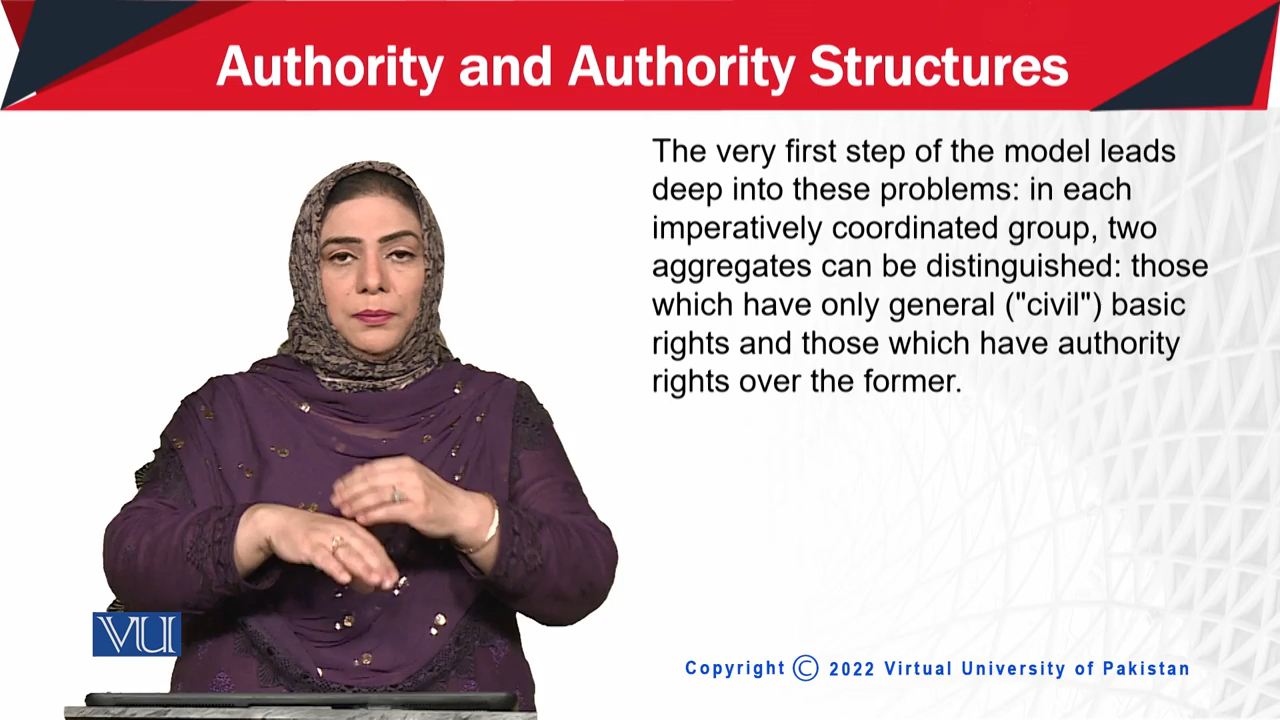 Authority and Authority Structures
The very first step of the model leads
deep into these problems: in each
imperatively coordinated group, two
aggregates can be distinguished: those
which have only general ("civil") basic
rights and those which have authority
rights over the former.
VU
Copyright © 2022 Virtual University of Pakistan